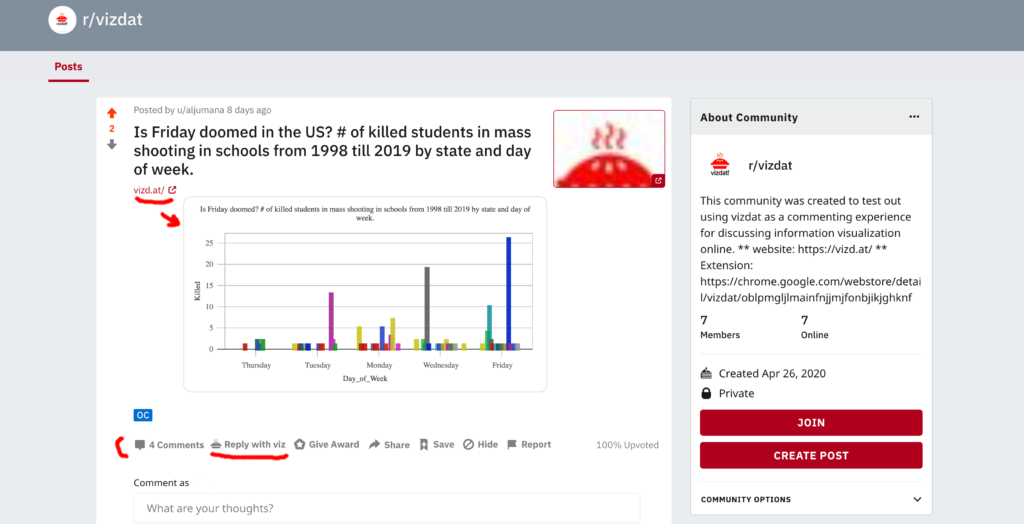 vizdat!
r/vizdat
Posts
Posted by u/aljumana 8 days ago
2
Is Friday doomed in the US? # of killed students in mass
shooting in schools from 1998 till 2019 by state and day
of week.
vizd.at/
Is Friday doomed? # of killed students in mass shooting in schools from 1998 till 2019 by state and day of
week.
Killed
25
20
15
10
5
0
Thursday Tuesday Monday Wednesday Friday
Day_of_Week
OC
4 Comments Reply with viz Give Award Share Save Hide Report 100% Upvoted
Comment as
What are your thoughts?
About Community
vizdat!
r/vizdat
This community was created to test out
using vizdat as a commenting experience
for discussing information visualization
online. ** website: https://vizd.at/ **
Extension:
https://chrome.google.com/webstore/detai
l/vizdat/oblpmgljlmainfnjjmjfonbjikjghknf
7 7
Members Online
Created Apr 26, 2020
Private
JOIN
CREATE POST
COMMUNITY OPTIONS